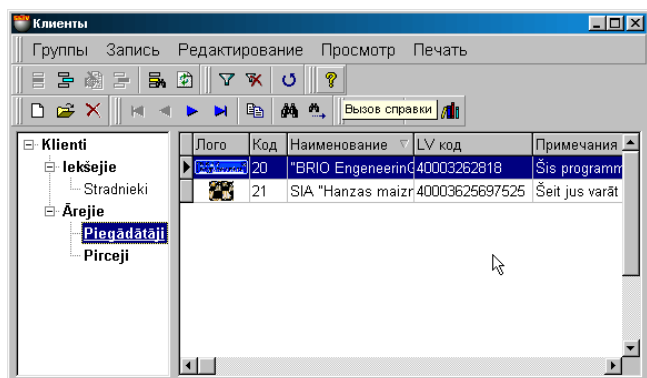 Клиенты
Группы Запись Редактирование Просмотр Печать
Вызов справки
Klienti
Iekšejie
Stradnieki
Ārejie
Piegādātāji
Pirceji
Лого Код Наименование LV код Примечания
20 "BRIO Engeneerin 40003262818 Šis programm
21 SIA "Hanzas maizr 40003625697525 Šeit jus varāt